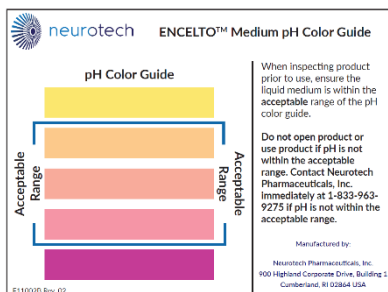 neurotech
ENCELTO™ Medium pH Color Guide
pH Color Guide
Acceptable
Range
Acceptable
Range
When inspecting product
prior to use, ensure the
liquid medium is within the
acceptable range of the pH
color guide.
Do not open product or
use product if pH is not
within the acceptable
range. Contact Neurotech
Pharmaceuticals, Inc.
immediately at 1-833-963-
9275 if pH is not within the
acceptable range.
Manufactured by:
Neurotech Pharmaceuticals, Inc.
900 Highland Corporate Drive, Building 1
Cumberland, RI 02864 USA